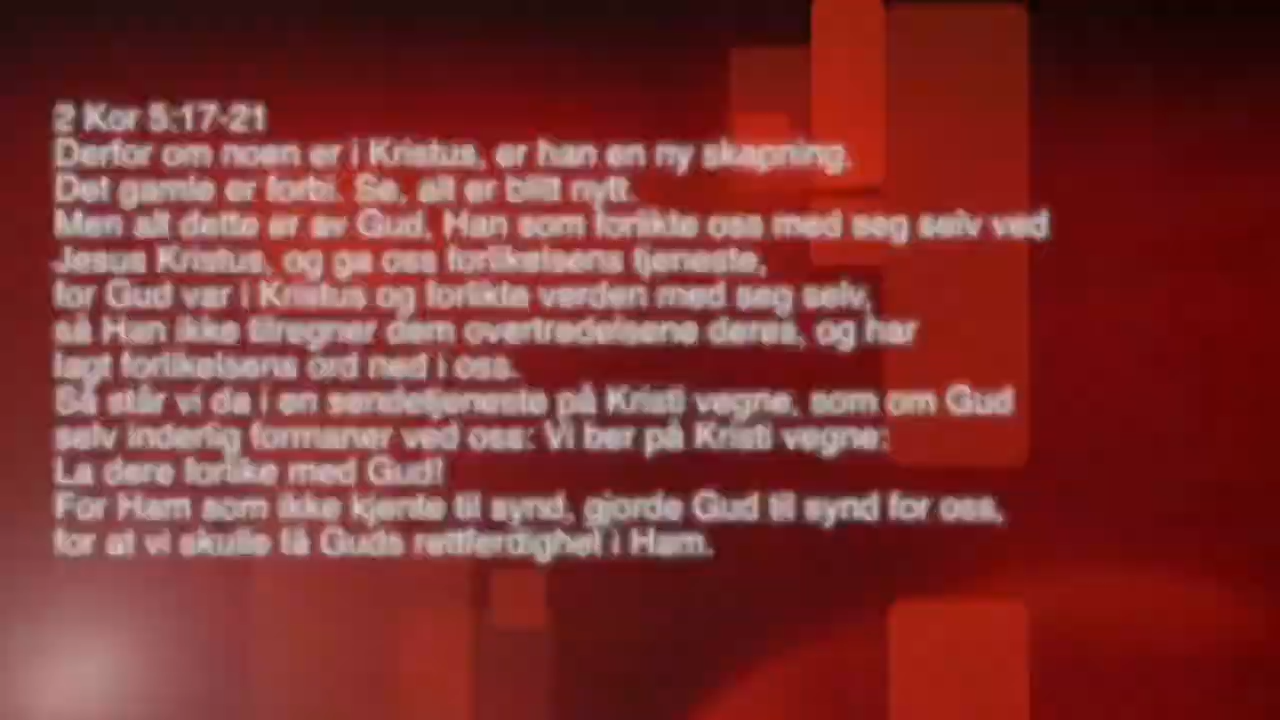 2 Kor 5:17-21
Derfor om noen er i Kristus, er han en ny skapning.
Det gamle er forbi. Se, alt er blitt nytt.
Men alt dette er av Gud, Han som forlikte oss med seg selv ved
Jesus Kristus, og ga oss forlikelsens tjeneste,
for Gud var i Kristus og forlikte verden med seg selv,
så Han ikke tilregner dem overtredelsene deres, og har
lagt forlikelsens ord ned i oss.
Så står vi da i en sendetjeneste på Kristi vegne, som om Gud
selv inderlig formaner ved oss: Vi ber på Kristi vegne:
La dere forlike med Gud!
For Ham som ikke kjente til synd, gjorde Gud til synd for oss,
for at vi skulle få Guds rettferdighet i Ham.